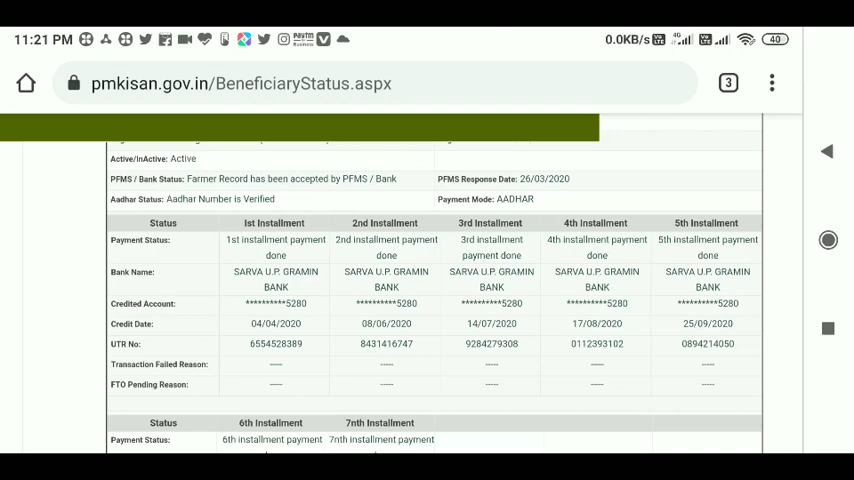 11:21 PM 0.0KB/s 4G 40
pmkisan.gov.in/BeneficiaryStatus.aspx 3
Active/InActive: Active
PFMS / Bank Status: Farmer Record has been accepted by PFMS / Bank PFMS Response Date: 26/03/2020
Aadhar Status: Aadhar Number is Verified Payment Mode: AADHAR
Status Ist Installment 2nd Installment 3rd Installment 4th Installment 5th Installment
Payment Status: 1st installment payment 2nd installment payment 3rd installment 4th installment payment 5th installment payment
done done payment done done done
Bank Name: SARVA U.P. GRAMIN SARVA U.P. GRAMIN SARVA U.P. GRAMIN SARVA U.P. GRAMIN SARVA U.P. GRAMIN
BANK BANK BANK BANK BANK
Credited Account: *********5280 *********5280 *********5280 *********5280 *********5280
Credit Date: 04/04/2020 08/06/2020 14/07/2020 17/08/2020 25/09/2020
UTR No: 6554528389 8431416747 9284279308 0112393102 0894214050
Transaction Failed Reason: ----- ----- ----- ----- -----
FTO Pending Reason: ----- ----- ----- ----- -----
Status 6th Installment 7nth Installment
Payment Status: 6th installment payment 7nth installment payment